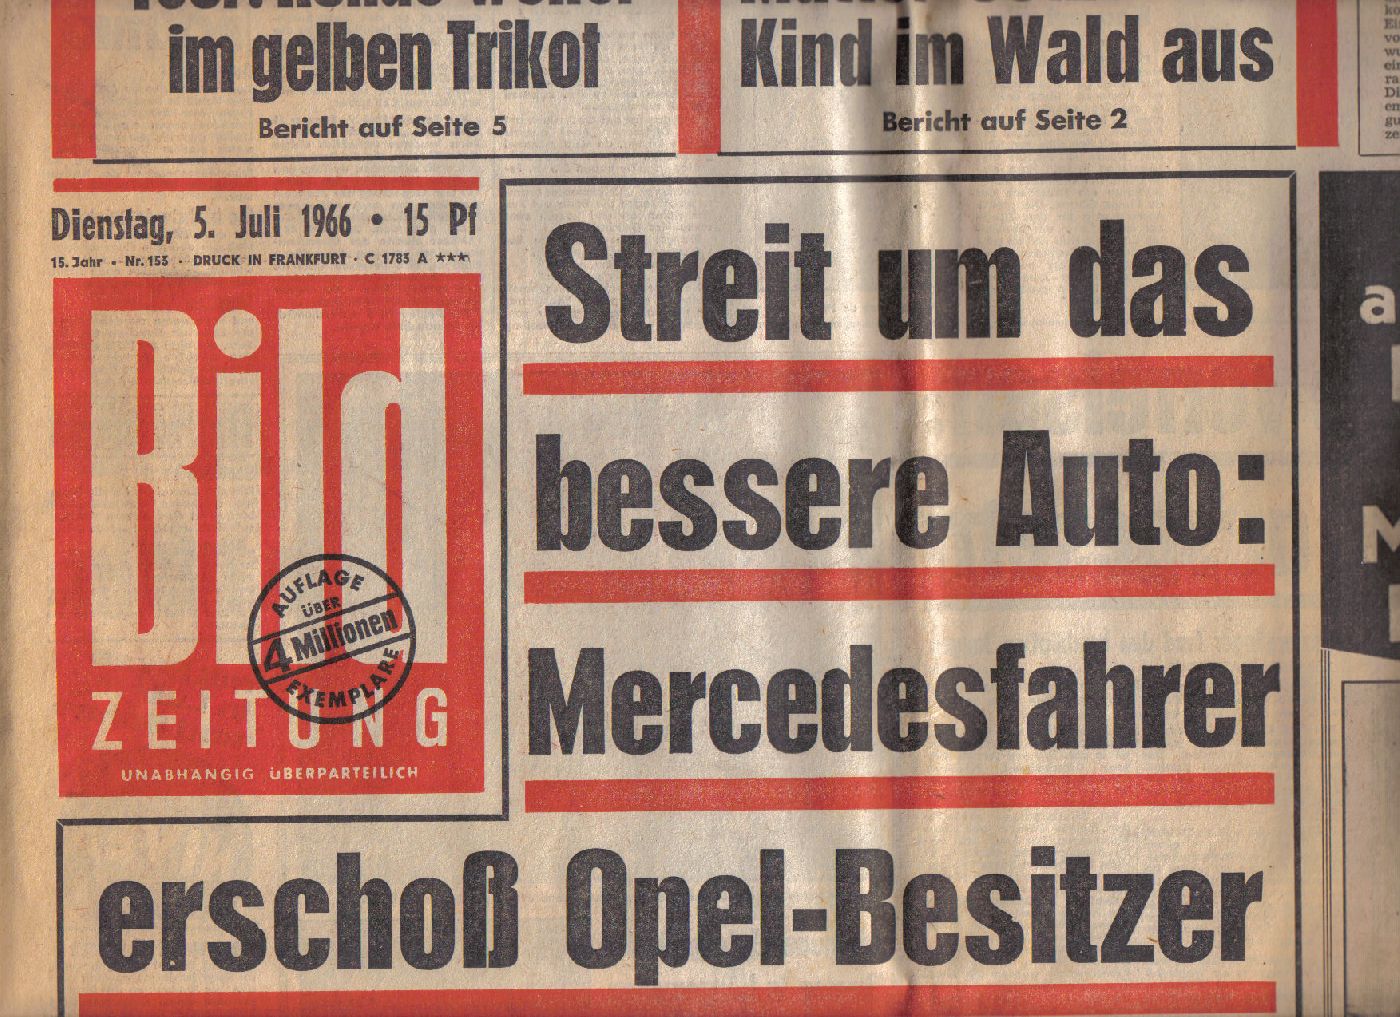 im gelben Trikot
Bericht auf Seite 5
Kind im Wald aus
Bericht auf Seite 2
Dienstag, 5. Juli 1966 • 15 Pf
15. Jahr • Nr. 153 • DRUCK IN FRANKFURT • C 1785 A ★★★
Bild
ZEITUNG
UNABHÄNGIG ÜBERPARTEILICH
AUFLAGE
ÜBER
4 Millionen
EXEMPLARE
Streit um das
bessere Auto:
Mercedesfahrer
erschoß Opel-Besitzer